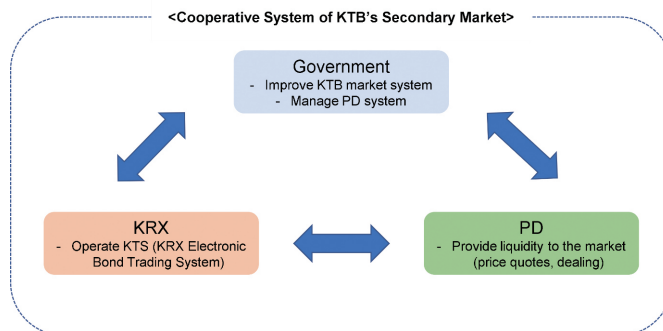 <Cooperative System of KTB's Secondary Market>
Government
- Improve KTB market system
- Manage PD system
KRX
- Operate KTS (KRX Electronic
Bond Trading System)
PD
- Provide liquidity to the market
(price quotes, dealing)